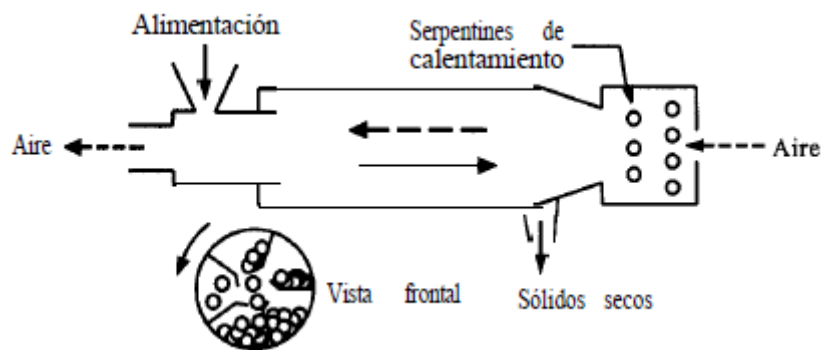 Alimentación
Serpentines de
calentamiento
Aire
Aire
Vista frontal
Sólidos secos